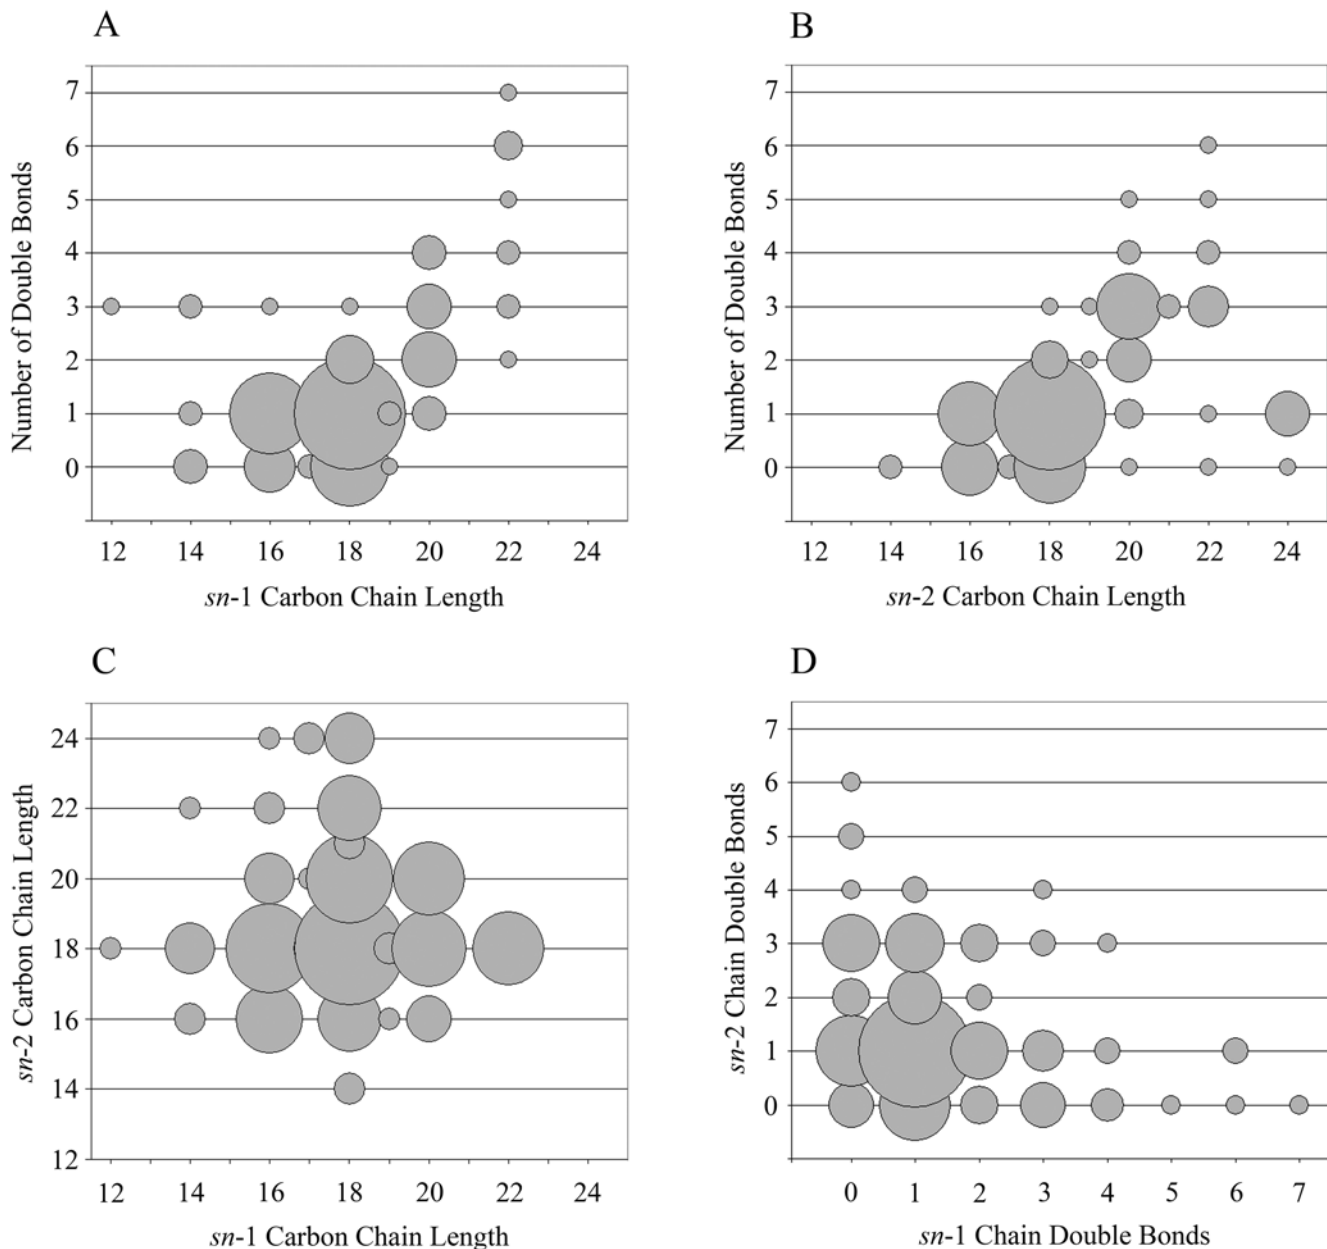 A
7
6
5
4
3
2
1
0
Number of Double Bonds
12 14 16 18 20 22 24
sn-1 Carbon Chain Length
B
7
6
5
4
3
2
1
0
Number of Double Bonds
12 14 16 18 20 22 24
sn-2 Carbon Chain Length
C
24
22
20
18
16
14
12
sn-2 Carbon Chain Length
12 14 16 18 20 22 24
sn-1 Carbon Chain Length
D
7
6
5
4
3
2
1
0
sn-2 Chain Double Bonds
0 1 2 3 4 5 6 7
sn-1 Chain Double Bonds